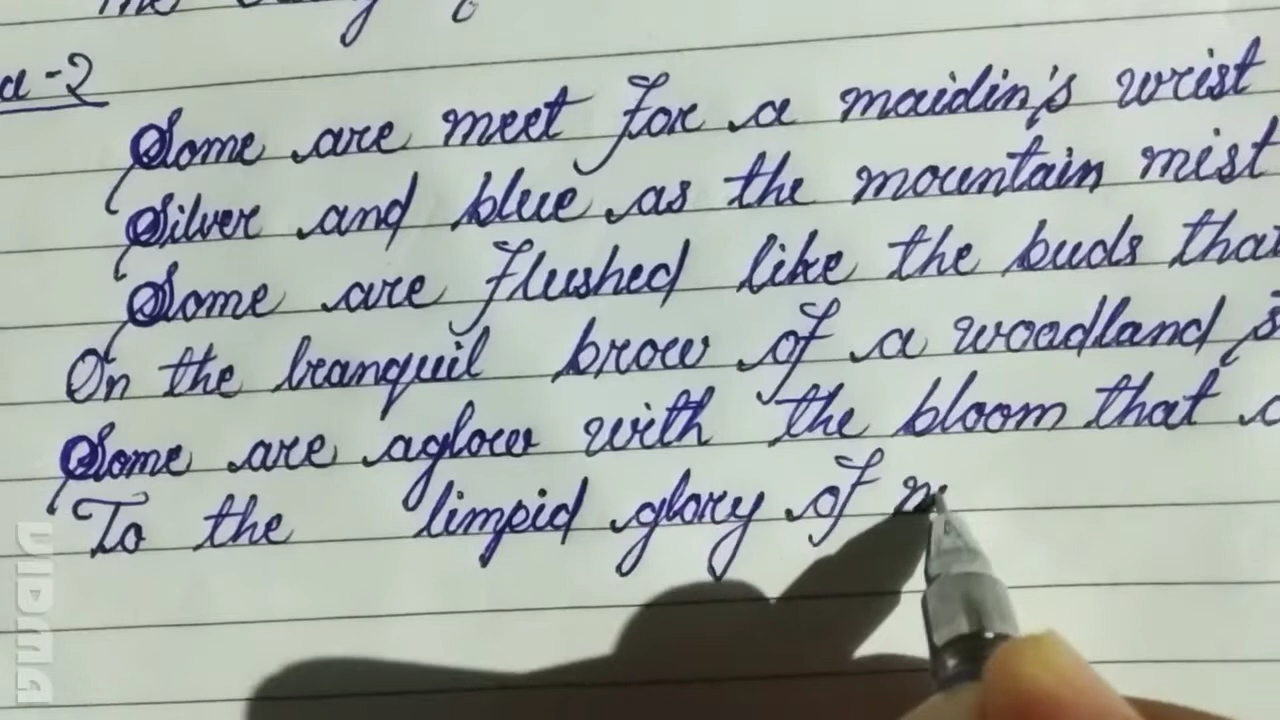 a-2
Some are meet for a maidin's wrist
Silver and blue as the mountain mist
Some are flushed like the buds that
On the tranquil brow of a woodland
Some are aglow with the bloom that
To the limpid glory of
VIDMA